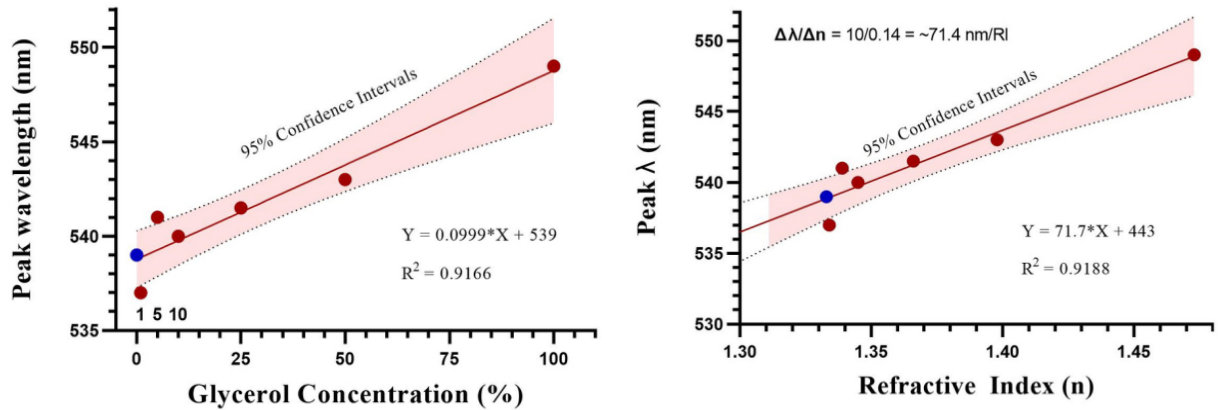 Peak wavelength (nm)
550
545
540
535
95% Confidence Intervals
Y = 0.0999*X + 539
R² = 0.9166
1 5 10
0 25 50 75 100
Glycerol Concentration (%)
Peak λ (nm)
550
545
540
535
530
Δλ/Δn = 10/0.14 = ~71.4 nm/RI
95% Confidence Intervals
Y = 71.7*X + 443
R² = 0.9188
1.30 1.35 1.40 1.45
Refractive Index (n)